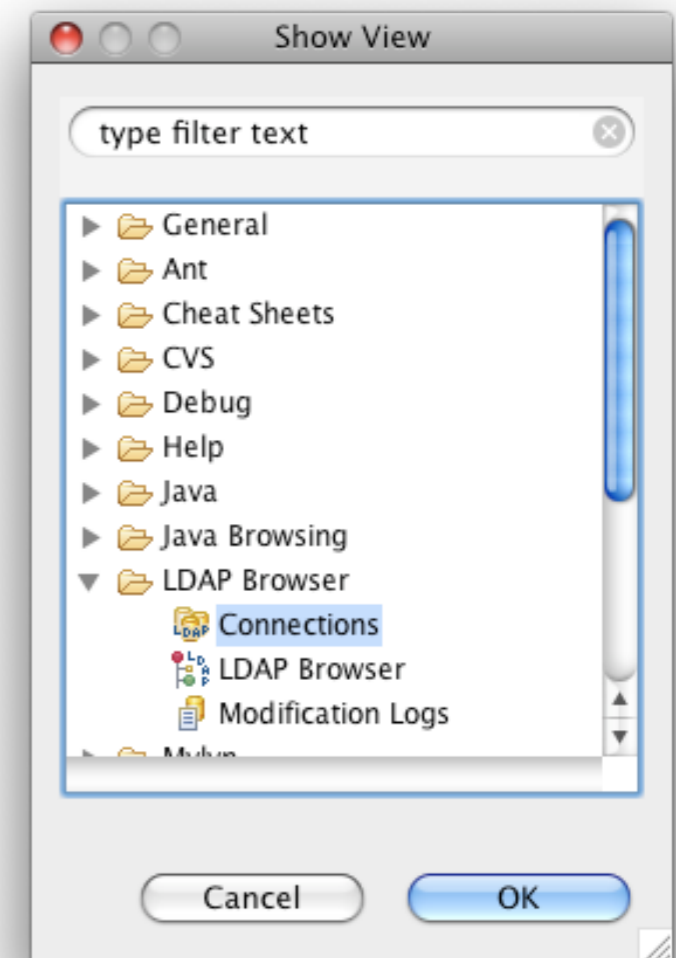 Show View
type filter text
General
Ant
Cheat Sheets
CVS
Debug
Help
Java
Java Browsing
LDAP Browser
Connections
LDAP Browser
Modification Logs
Mylyn
Cancel
OK